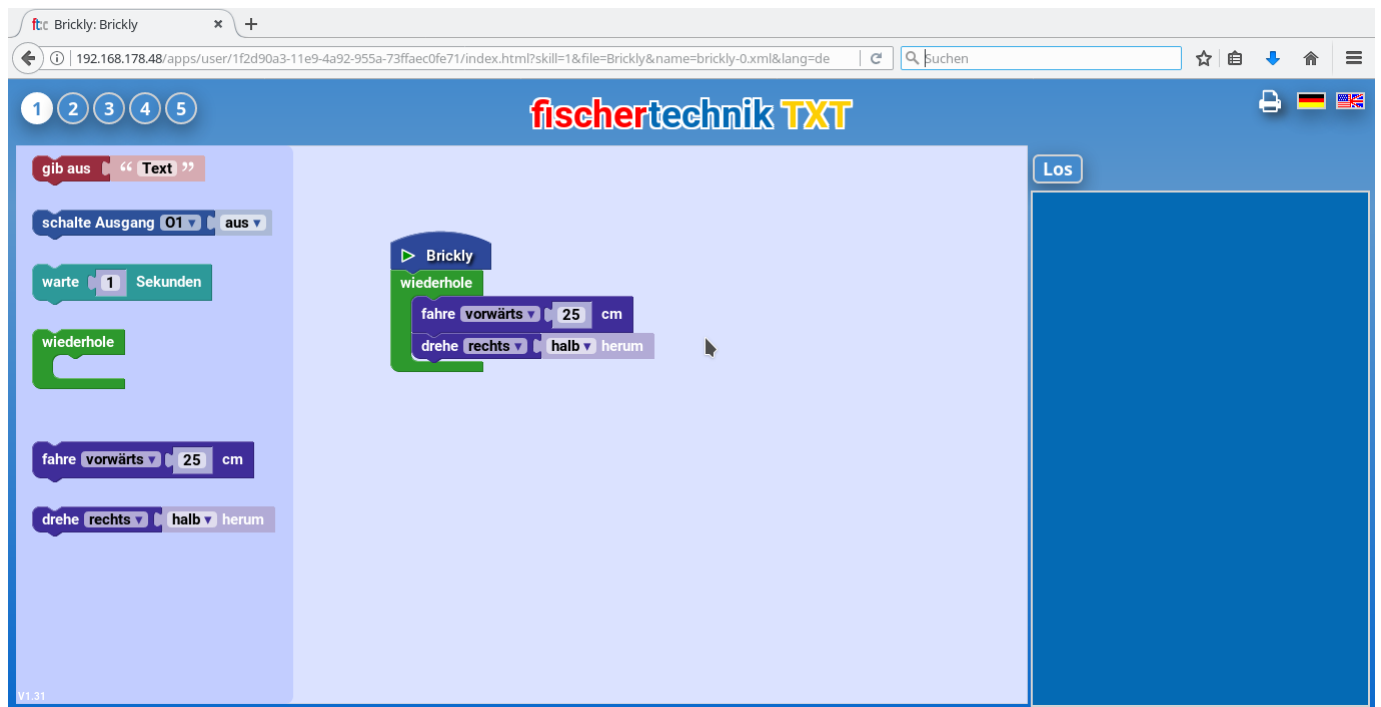 ftc Brickly: Brickly × +
192.168.178.48/apps/user/1f2d90a3-11e9-4a92-955a-73ffaec0fe71/index.html?skill=1&file=Brickly&name=brickly-0.xml&lang=de
Suchen
1 2 3 4 5
fischertechnik TXT
gib aus “ Text ”
schalte Ausgang O1 ▾ aus ▾
warte 1 Sekunden
wiederhole
fahre vorwärts ▾ 25 cm
drehe rechts ▾ halb ▾ herum
V1.31
Brickly
wiederhole
fahre vorwärts ▾ 25 cm
drehe rechts ▾ halb ▾ herum
Los